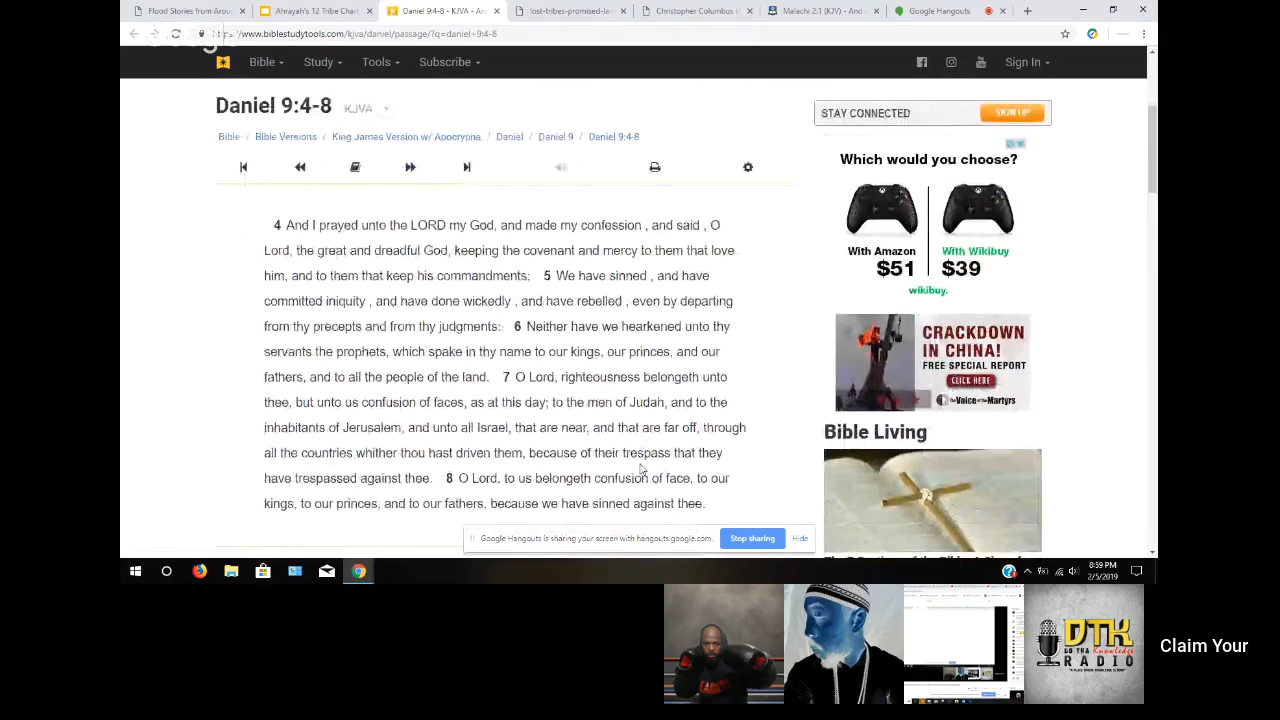 Flood Stories from Arou
Ahrayah's 12 Tribe Chart
Daniel 9:4-8 - KJVA - An
lost-tribes-promised-lan
Christopher Columbus.t
Malachi 2:1 (KJV) - And
Google Hangouts
https://www.biblestudytools.com/kjva/daniel/passage/?q=daniel+9:4-8
Google
Bible
Study
Tools
Subscribe
Sign In
Daniel 9:4-8 KJVA
Bible / Bible Versions / King James Version w/ Apocrypha / Daniel / Daniel 9 / Daniel 9:4-8
4 And I prayed unto the LORD my God, and made my confession , and said , O
Lord, the great and dreadful God, keeping the covenant and mercy to them that love
him, and to them that keep his commandments; 5 We have sinned , and have
committed iniquity , and have done wickedly , and have rebelled , even by departing
from thy precepts and from thy judgments: 6 Neither have we hearkened unto thy
servants the prophets, which spake in thy name to our kings, our princes, and our
fathers, and to all the people of the land. 7 O Lord, righteousness belongeth unto
thee, but unto us confusion of faces, as at this day; to the men of Judah, and to the
inhabitants of Jerusalem, and unto all Israel, that are near, and that are far off, through
all the countries whither thou hast driven them, because of their trespass that they
have trespassed against thee. 8 O Lord, to us belongeth confusion of face, to our
kings, to our princes, and to our fathers, because we have sinned against thee.
STAY CONNECTED
SIGN UP
Which would you choose?
With Amazon
$51
With Wikibuy
$39
wikibuy.
CRACKDOWN
IN CHINA!
FREE SPECIAL REPORT
CLICK HERE
The Voice of the Martyrs
Bible Living
Google Hangouts is sharing your screen with hangouts.google.com.
Stop sharing
Hide
8:59 PM
2/5/2019
DTK
DO THA Knowledge
RADIO
"A PLACE WHERE KNOWLEDGE IS BORN"
Claim Your